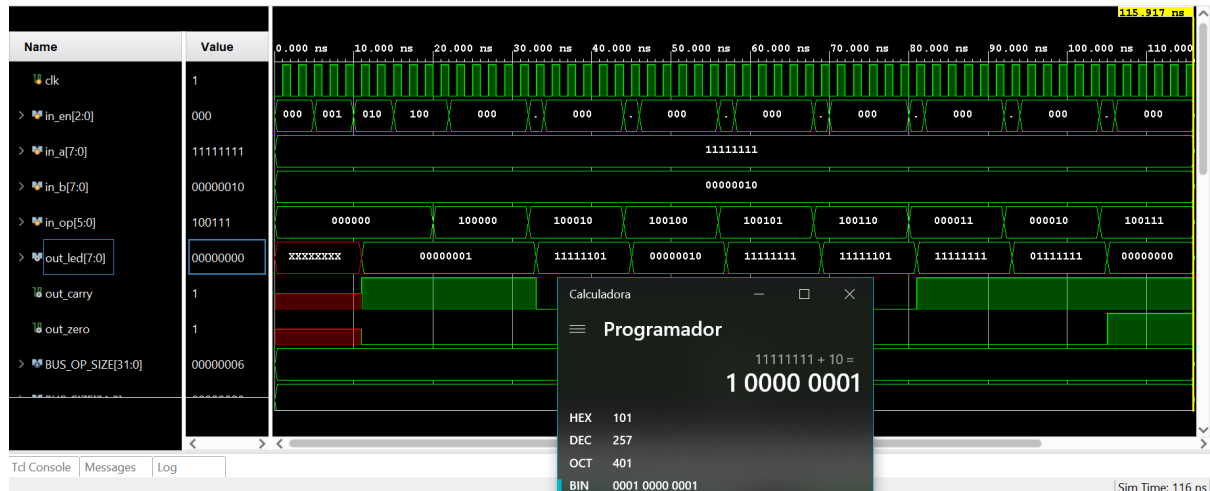 115.917 ns
Name Value
0.000 ns 10.000 ns 20.000 ns 30.000 ns 40.000 ns 50.000 ns 60.000 ns 70.000 ns 80.000 ns 90.000 ns 100.000 ns 110.000
clk 1
in_en[2:0] 000 000 001 010 100 000 . 000 . 000 . 000 . 000 . 000 . 000 . 000
in_a[7:0] 11111111 11111111
in_b[7:0] 00000010 00000010
in_op[5:0] 100111 000000 100000 100010 100100 100101 100110 000011 000010 100111
out_led[7:0] 00000000 XXXXXXXX 00000001 11111101 00000010 11111111 11111101 11111111 01111111 00000000
out_carry 1
out_zero 1
BUS_OP_SIZE[31:0] 00000006
Calculadora
Programador
11111111 + 10 =
1 0000 0001
HEX 101
DEC 257
OCT 401
BIN 0001 0000 0001
Tcl Console Messages Log
Sim Time: 116 ns